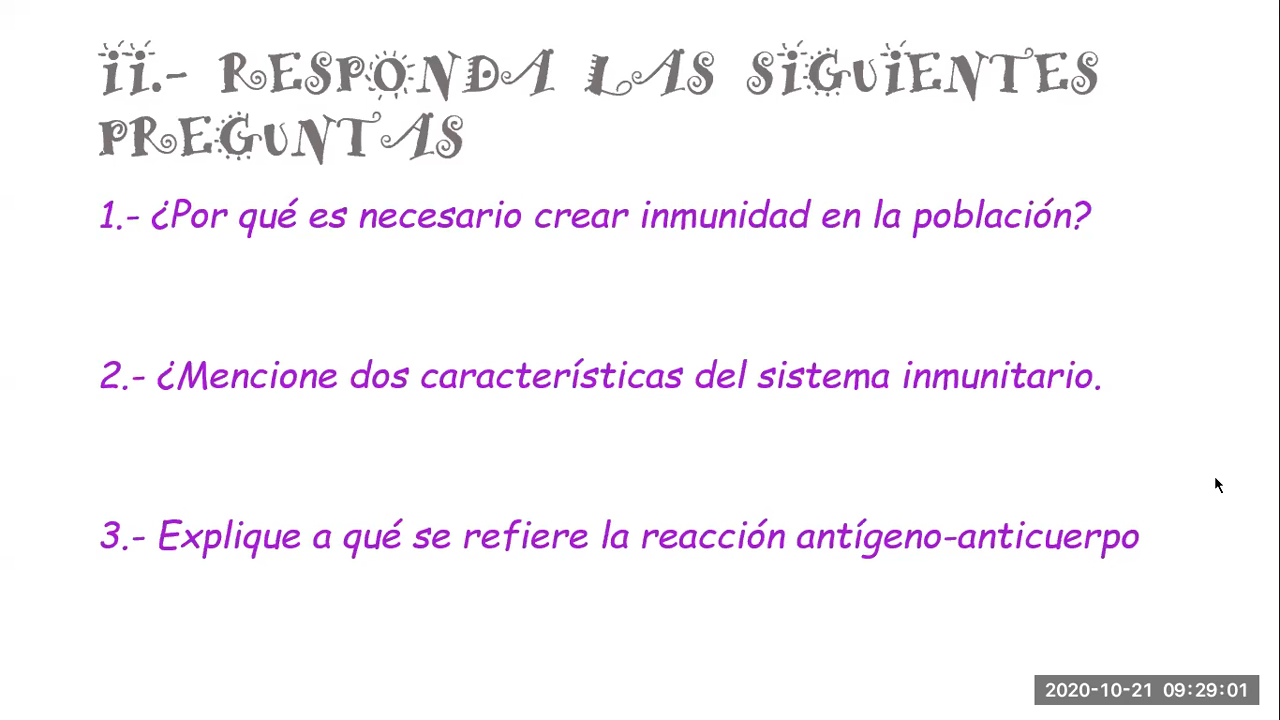 ii.- RESPONDA LAS SiGUiENTES
PREGUNTAS
1.- ¿Por qué es necesario crear inmunidad en la población?
2.- ¿Mencione dos características del sistema inmunitario.
3.- Explique a qué se refiere la reacción antígeno-anticuerpo
2020-10-21 09:29:01